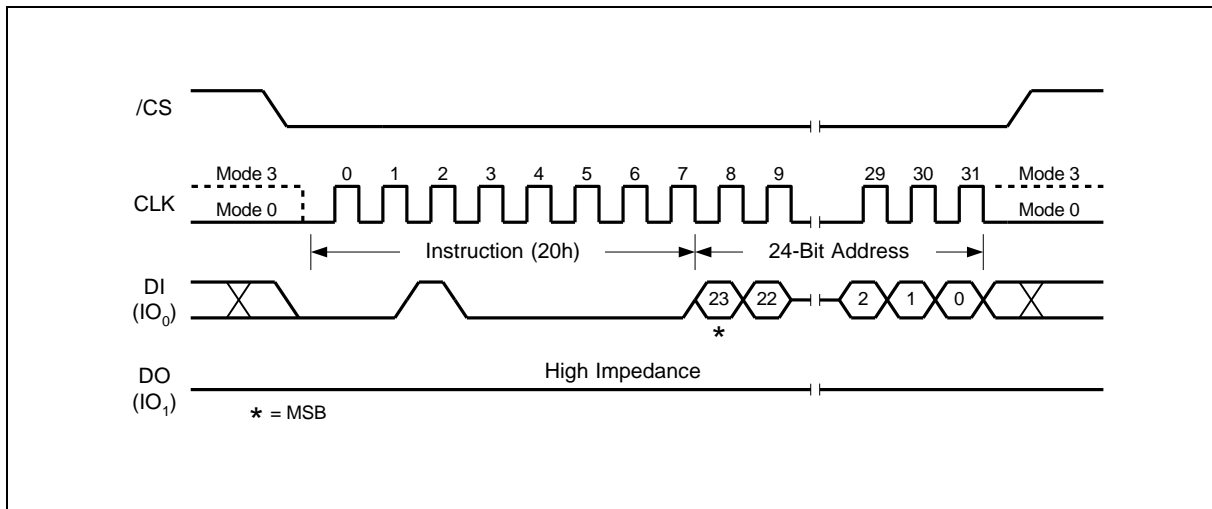 /CS
Mode 3 0 1 2 3 4 5 6 7 8 9 29 30 31 Mode 3
CLK
Mode 0 Mode 0
Instruction (20h) 24-Bit Address
DI
(IO0)
23 22 2 1 0
*
DO
(IO1)
High Impedance
* = MSB